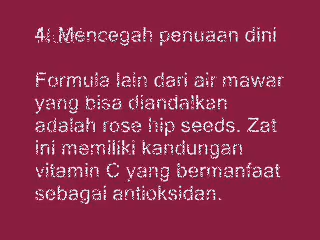 4. Mencegah penuaan dini
Formula lain dari air mawar
yang bisa diandalkan
adalah rose hip seeds. Zat
ini memiliki kandungan
vitamin C yang bermanfaat
sebagai antioksidan.